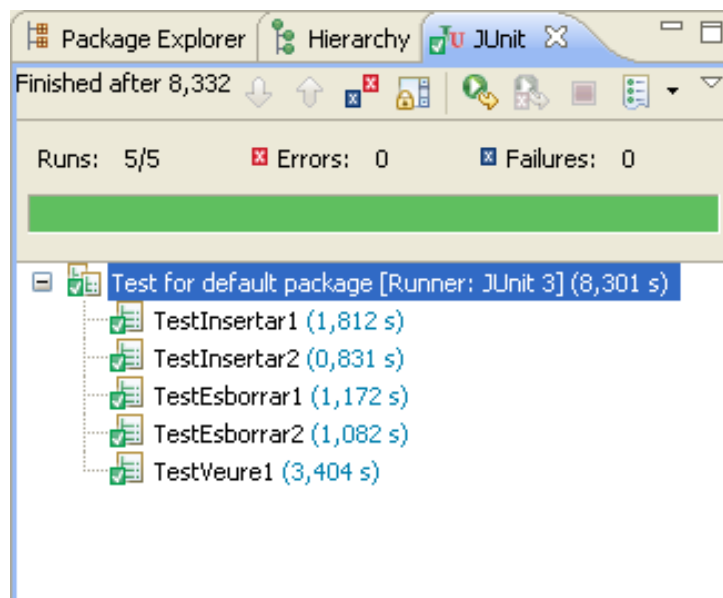 Package Explorer Hierarchy JU JUnit
Finished after 8,332
Runs: 5/5 Errors: 0 Failures: 0
Test for default package [Runner: JUnit 3] (8,301 s)
TestInsertar1 (1,812 s)
TestInsertar2 (0,831 s)
TestEsborrar1 (1,172 s)
TestEsborrar2 (1,082 s)
TestVeure1 (3,404 s)